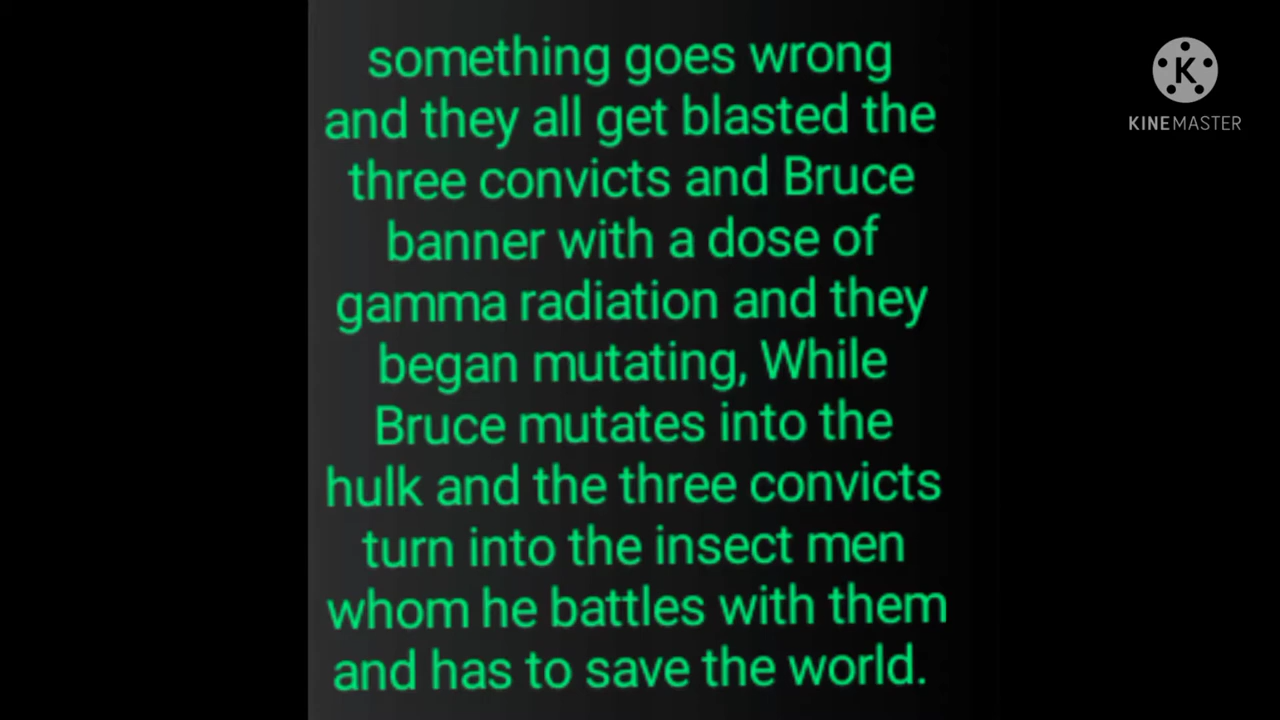 something goes wrong
and they all get blasted the
three convicts and Bruce
banner with a dose of
gamma radiation and they
began mutating, While
Bruce mutates into the
hulk and the three convicts
turn into the insect men
whom he battles with them
and has to save the world.
K
KINEMASTER